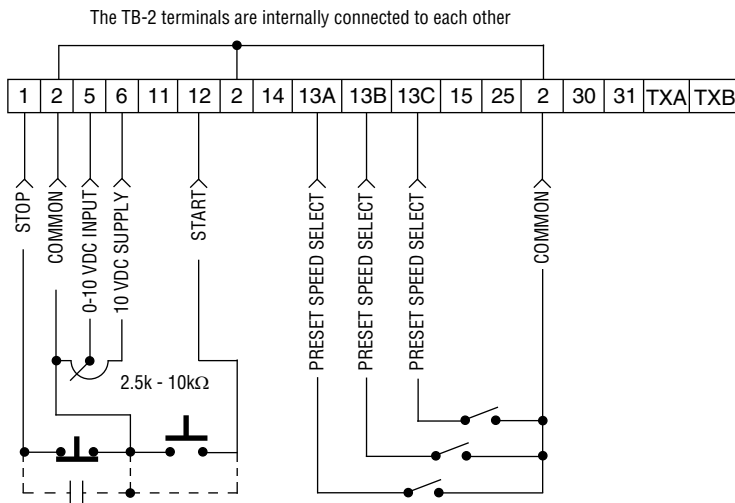 The TB-2 terminals are internally connected to each other
1 2 5 6 11 12 2 14 13A 13B 13C 15 25 2 30 31 TXA TXB
STOP
COMMON
0-10 VDC INPUT
10 VDC SUPPLY
START
PRESET SPEED SELECT
PRESET SPEED SELECT
PRESET SPEED SELECT
COMMON
2.5k - 10kΩ